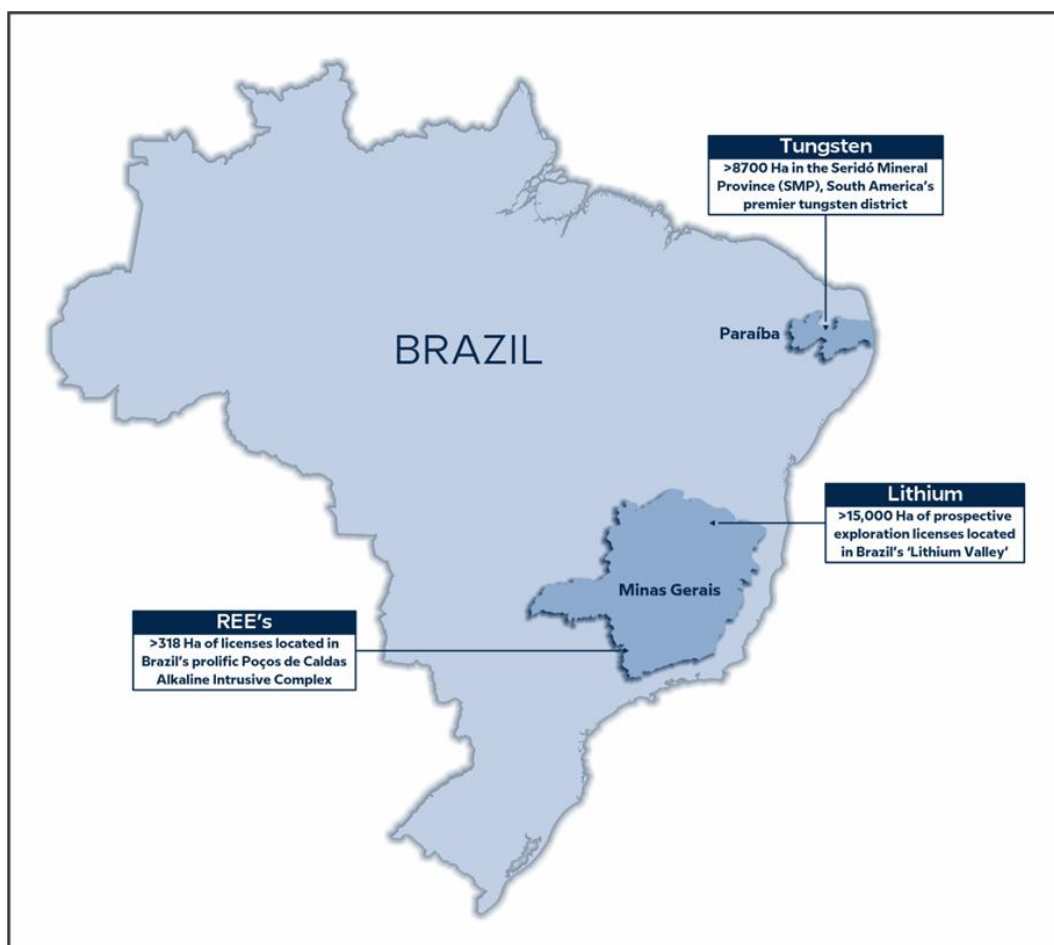 Tungsten
>8700 Ha in the Seridó Mineral
Province (SMP), South America's
premier tungsten district
BRAZIL
Paraíba
Lithium
>15,000 Ha of prospective
exploration licenses located
in Brazil's 'Lithium Valley'
Minas Gerais
REE's
>318 Ha of licenses located in
Brazil's prolific Poços de Caldas
Alkaline Intrusive Complex